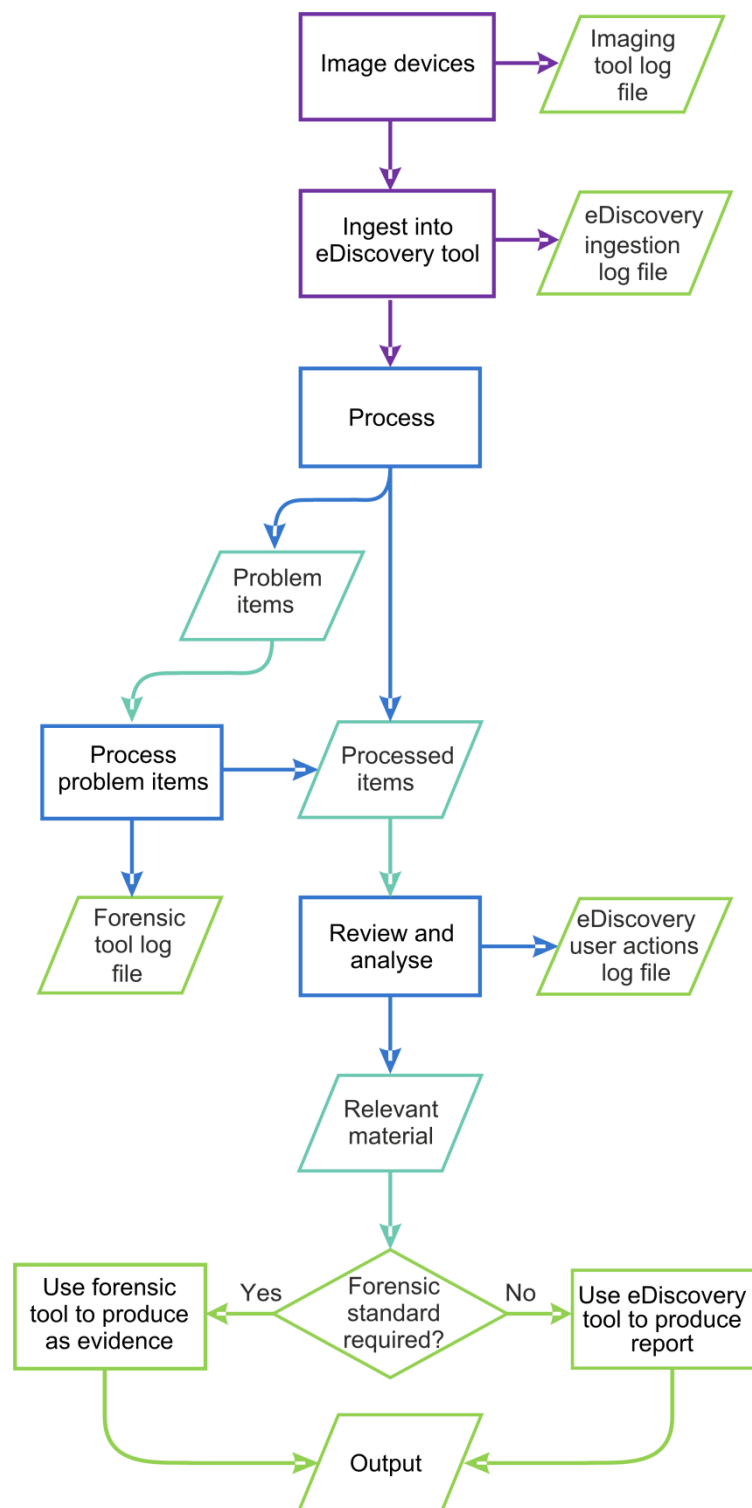 Image devices
Imaging
tool log
file
Ingest into
eDiscovery tool
eDiscovery
ingestion
log file
Process
Problem
items
Process
problem items
Processed
items
Forensic
tool log
file
Review and
analyse
eDiscovery
user actions
log file
Relevant
material
Use forensic
tool to produce
as evidence
Yes
Forensic
standard
required?
No
Use eDiscovery
tool to produce
report
Output